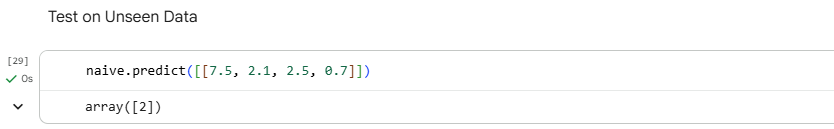 Test on Unseen Data
[29]
0s
naive.predict([[7.5, 2.1, 2.5, 0.7]])
array([2])